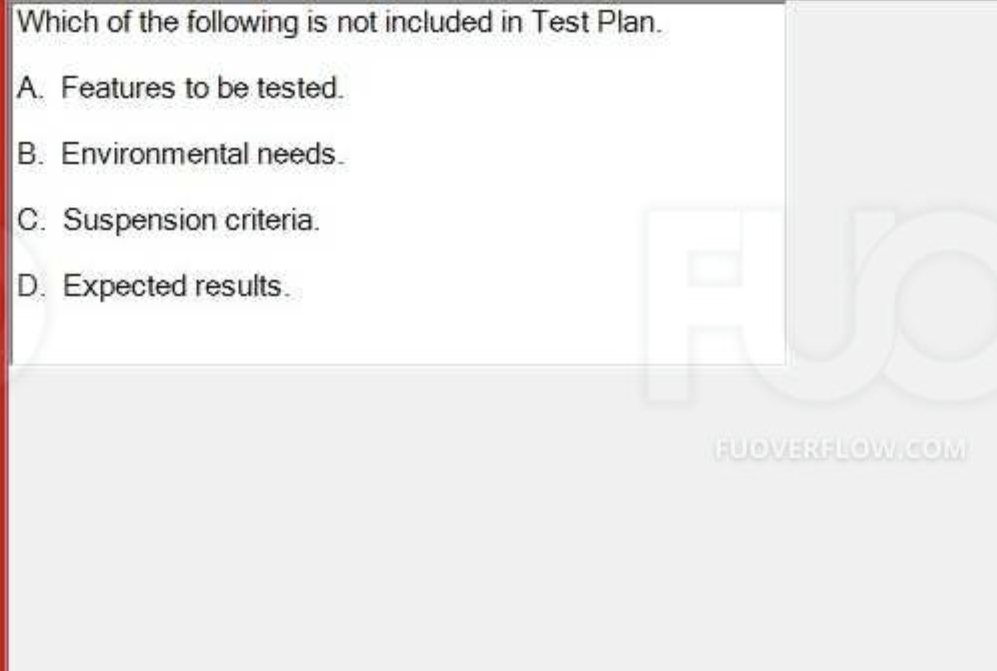 Which of the following is not included in Test Plan.
A. Features to be tested.
B. Environmental needs.
C. Suspension criteria.
D. Expected results.
FUO
FUOVERFLOW.COM